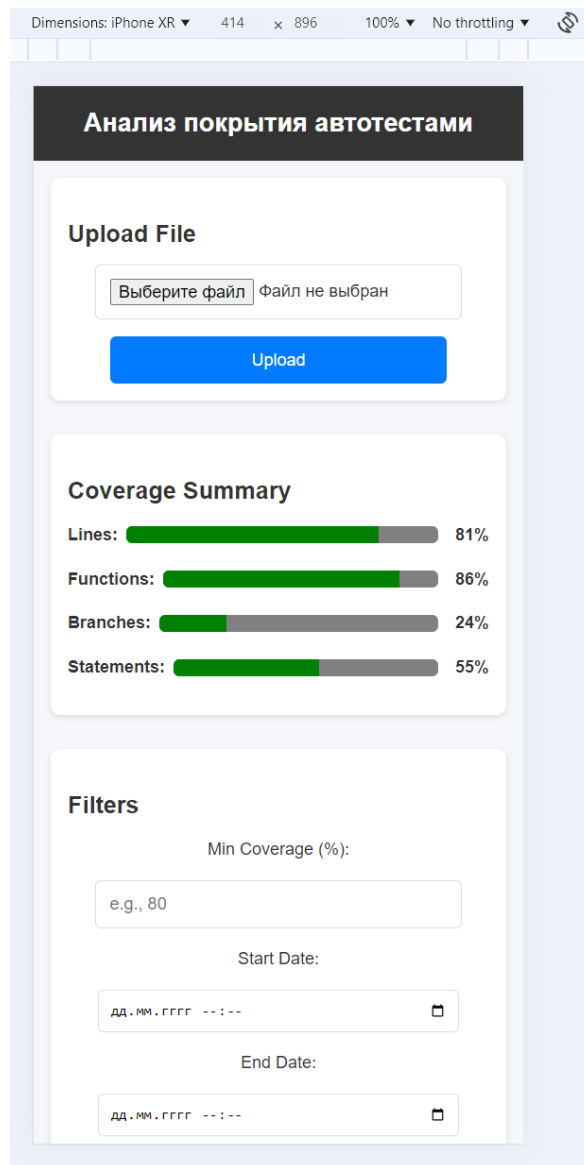 Dimensions: iPhone XR ▼ 414 × 896 100% ▼ No throttling ▼
Анализ покрытия автотестами
Upload File
Выберите файл Файл не выбран
Upload
Coverage Summary
Lines: 81%
Functions: 86%
Branches: 24%
Statements: 55%
Filters
Min Coverage (%):
e.g., 80
Start Date:
дд.мм.гггг --:--
End Date:
дд.мм.гггг --:--